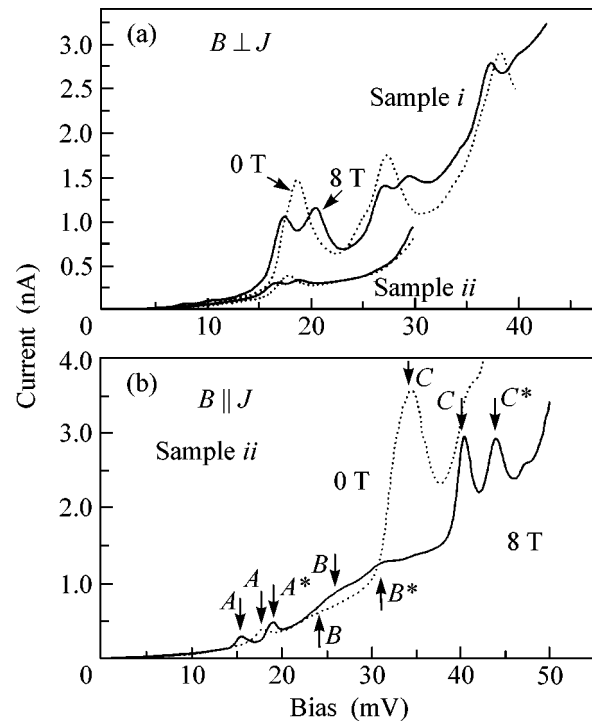 (a)
B ⊥ J
3.0
2.5
2.0
1.5
1.0
0.5
0
Sample i
0 T
8 T
Sample ii
10
20
30
40
Current (nA)
(b)
B ∥ J
4.0
3.0
2.0
1.0
0
Sample ii
C
C
C*
0 T
8 T
A
A
A*
B
B*
B
10
20
30
40
50
Bias (mV)